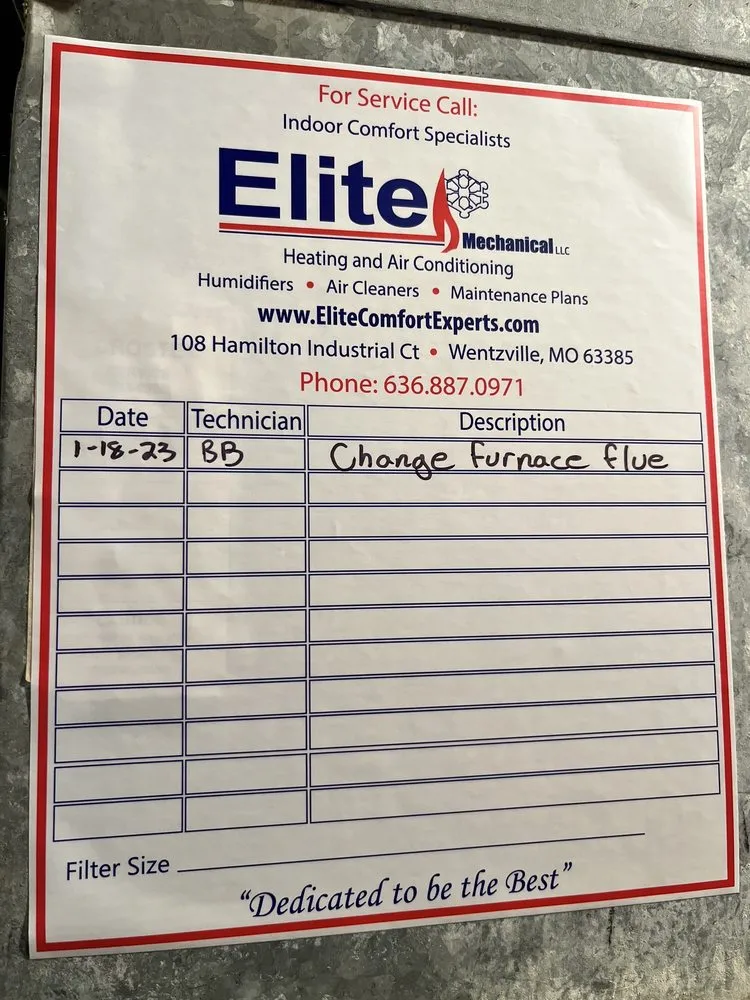 For Service Call:
Indoor Comfort Specialists
Elite
Mechanical LLC
Heating and Air Conditioning
Humidifiers • Air Cleaners • Maintenance Plans
www.EliteComfortExperts.com
108 Hamilton Industrial Ct • Wentzville, MO 63385
Phone: 636.887.0971
Date Technician Description
1-18-23 BB Change furnace flue
Filter Size
“Dedicated to be the Best”